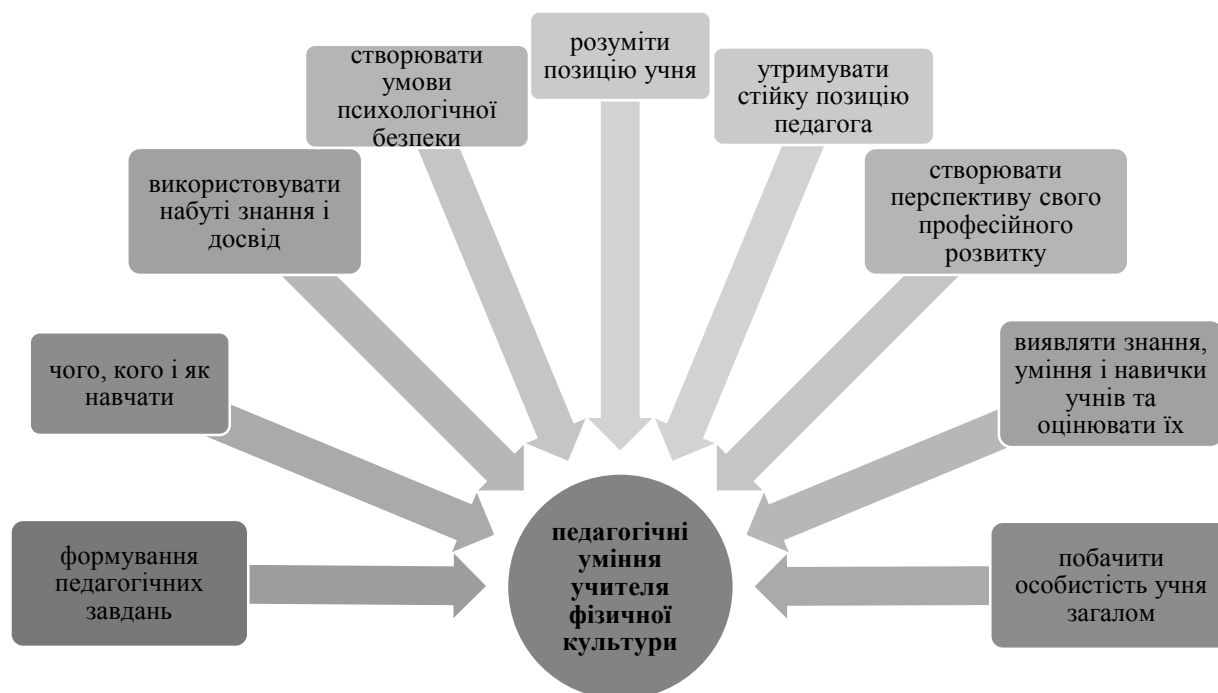 розуміти
позицію учня
створювати
умови
психологічної
безпеки
утримувати
стійку позицію
педагога
використовувати
набуті знання і
досвід
створювати
перспективу свого
професійного
розвитку
чого, кого і як
навчати
виявляти знання,
уміння і навички
учнів та
оцінювати їх
формування
педагогічних
завдань
педагогічні
уміння
учителя
фізичної
культури
побачити
особистість учня
загалом